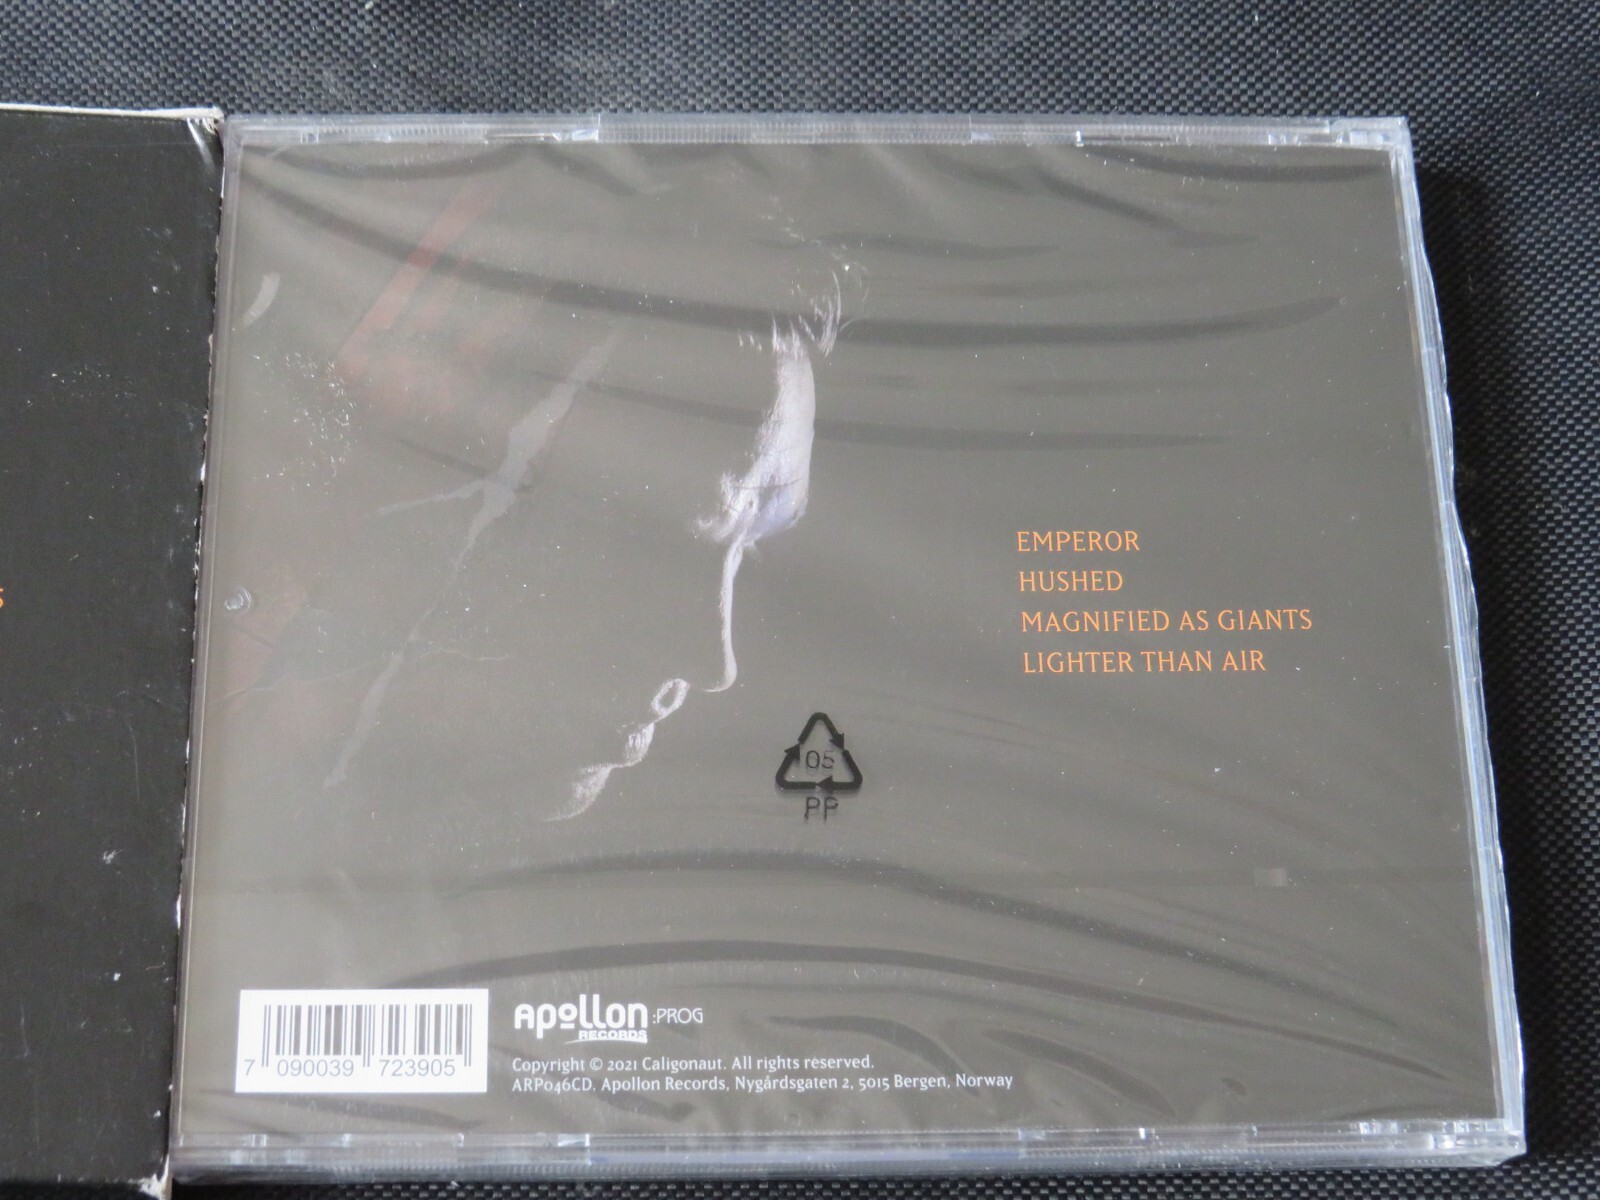 S
EMPEROR
HUSHED
MAGNIFIED AS GIANTS
LIGHTER THAN AIR
05
PP
7 090039 723905
Apollon :PROG
RECORDS
Copyright © 2021 Caligonaut. All rights reserved.
ARP046CD. Apollon Records, Nygårdsgaten 2, 5015 Bergen, Norway